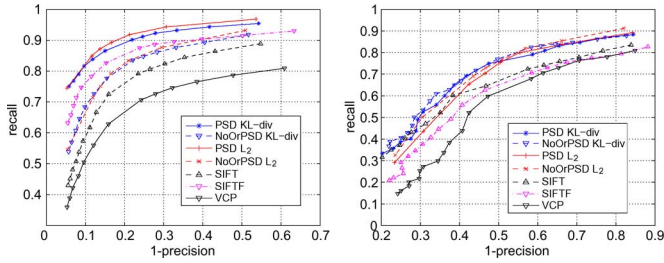 1
0.9
0.8
0.7
0.6
0.5
0.4
recall
0 0.1 0.2 0.3 0.4 0.5 0.6 0.7
1-precision
PSD KL-div
NoOrPSD KL-div
PSD L2
NoOrPSD L2
SIFT
SIFTF
VCP
1
0.9
0.8
0.7
0.6
0.5
0.4
0.3
0.2
0.1
0
recall
0.2 0.3 0.4 0.5 0.6 0.7 0.8 0.9
1-precision
PSD KL-div
NoOrPSD KL-div
PSD L2
NoOrPSD L2
SIFT
SIFTF
VCP